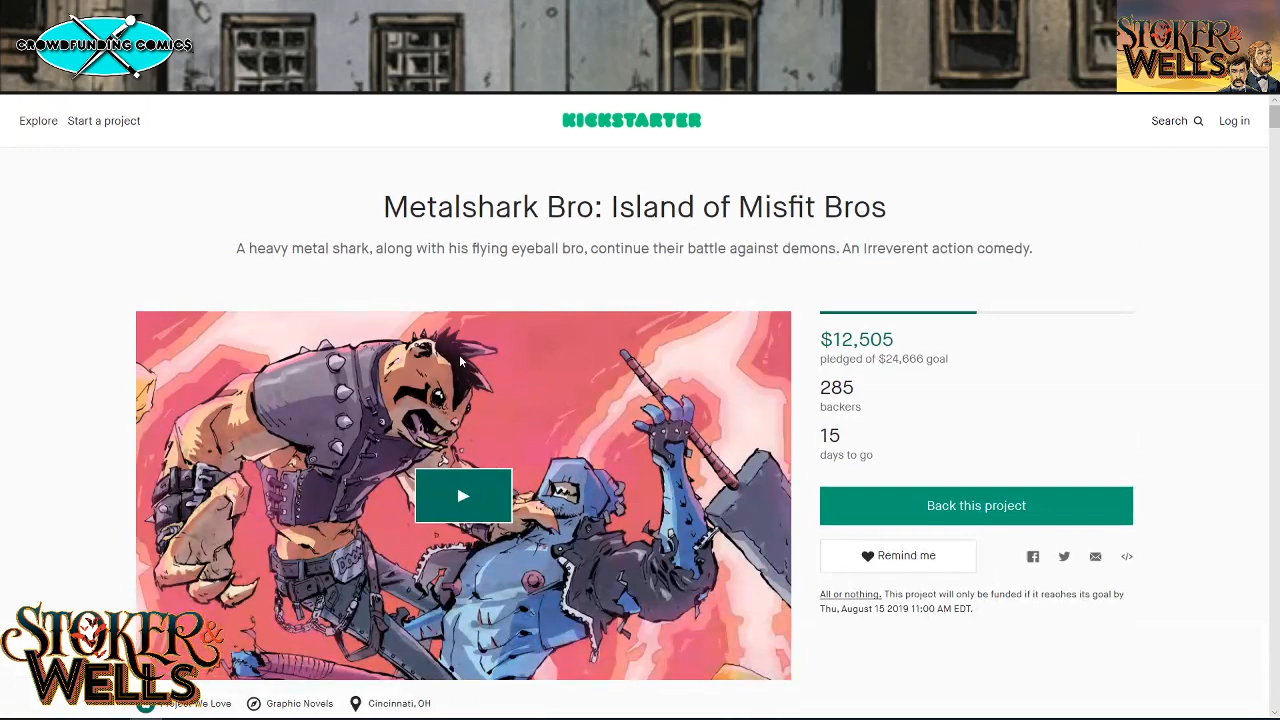 CROWDFUNDING COMICS
STOKER &
WELLS
Explore
Start a project
KICKSTARTER
Search
Log in
Metalshark Bro: Island of Misfit Bros
A heavy metal shark, along with his flying eyeball bro, continue their battle against demons. An Irreverent action comedy.
$12,505
pledged of $24,666 goal
285
backers
15
days to go
Back this project
Remind me
</>
All or nothing. This project will only be funded if it reaches its goal by
Thu, August 15 2019 11:00 AM EDT.
STOKER &
WELLS
We Love
Graphic Novels
Cincinnati, OH